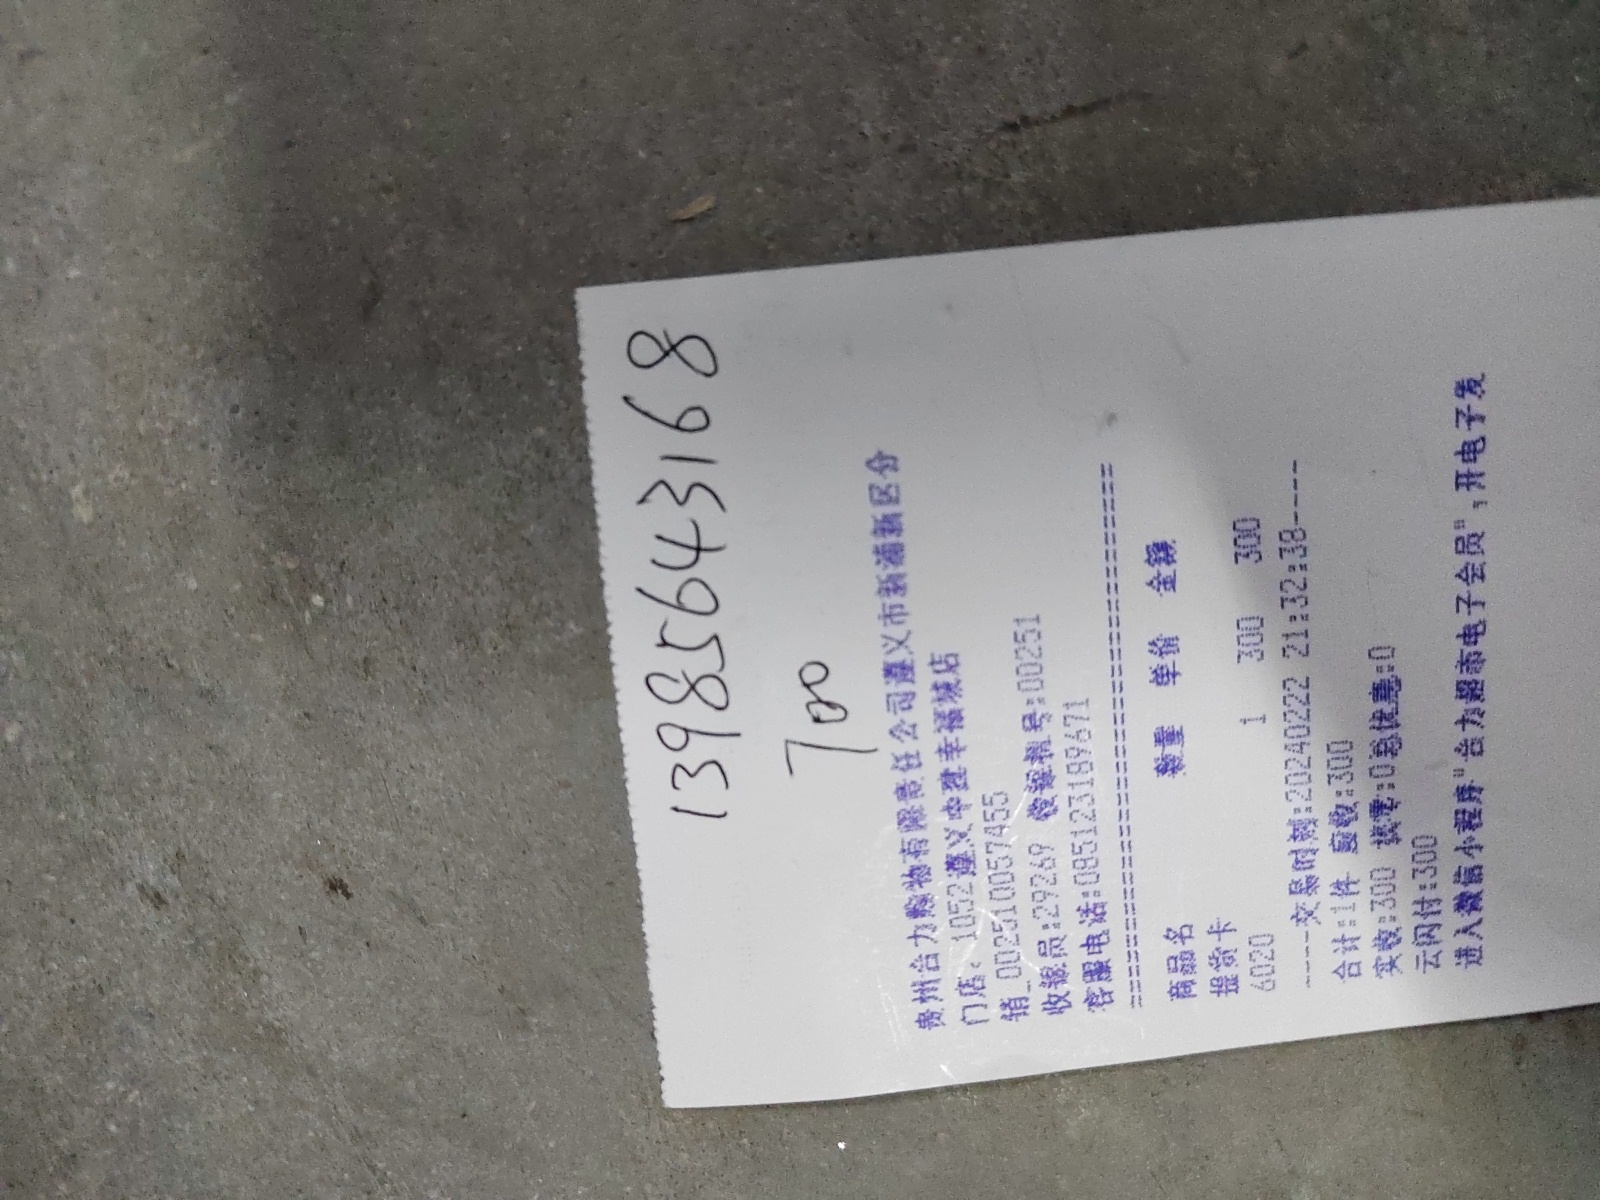 13985643168
700
贵州合力购物有限责任公司遵义市新浦新区分
门店: 1052遵义中建幸福城店
销_002510057455
收银员:29269 收银机号:00251
客服电话:085123189671
================================
商品名 数量 单价 金额
提货卡
6020 1 300 300
----交易时刻:20240222 21:32:38----
合计:1件 应收:300
实收:300 找零:0总优惠:0
云闪付:300
进入微信小程序"合力超市电子会员",开电子发